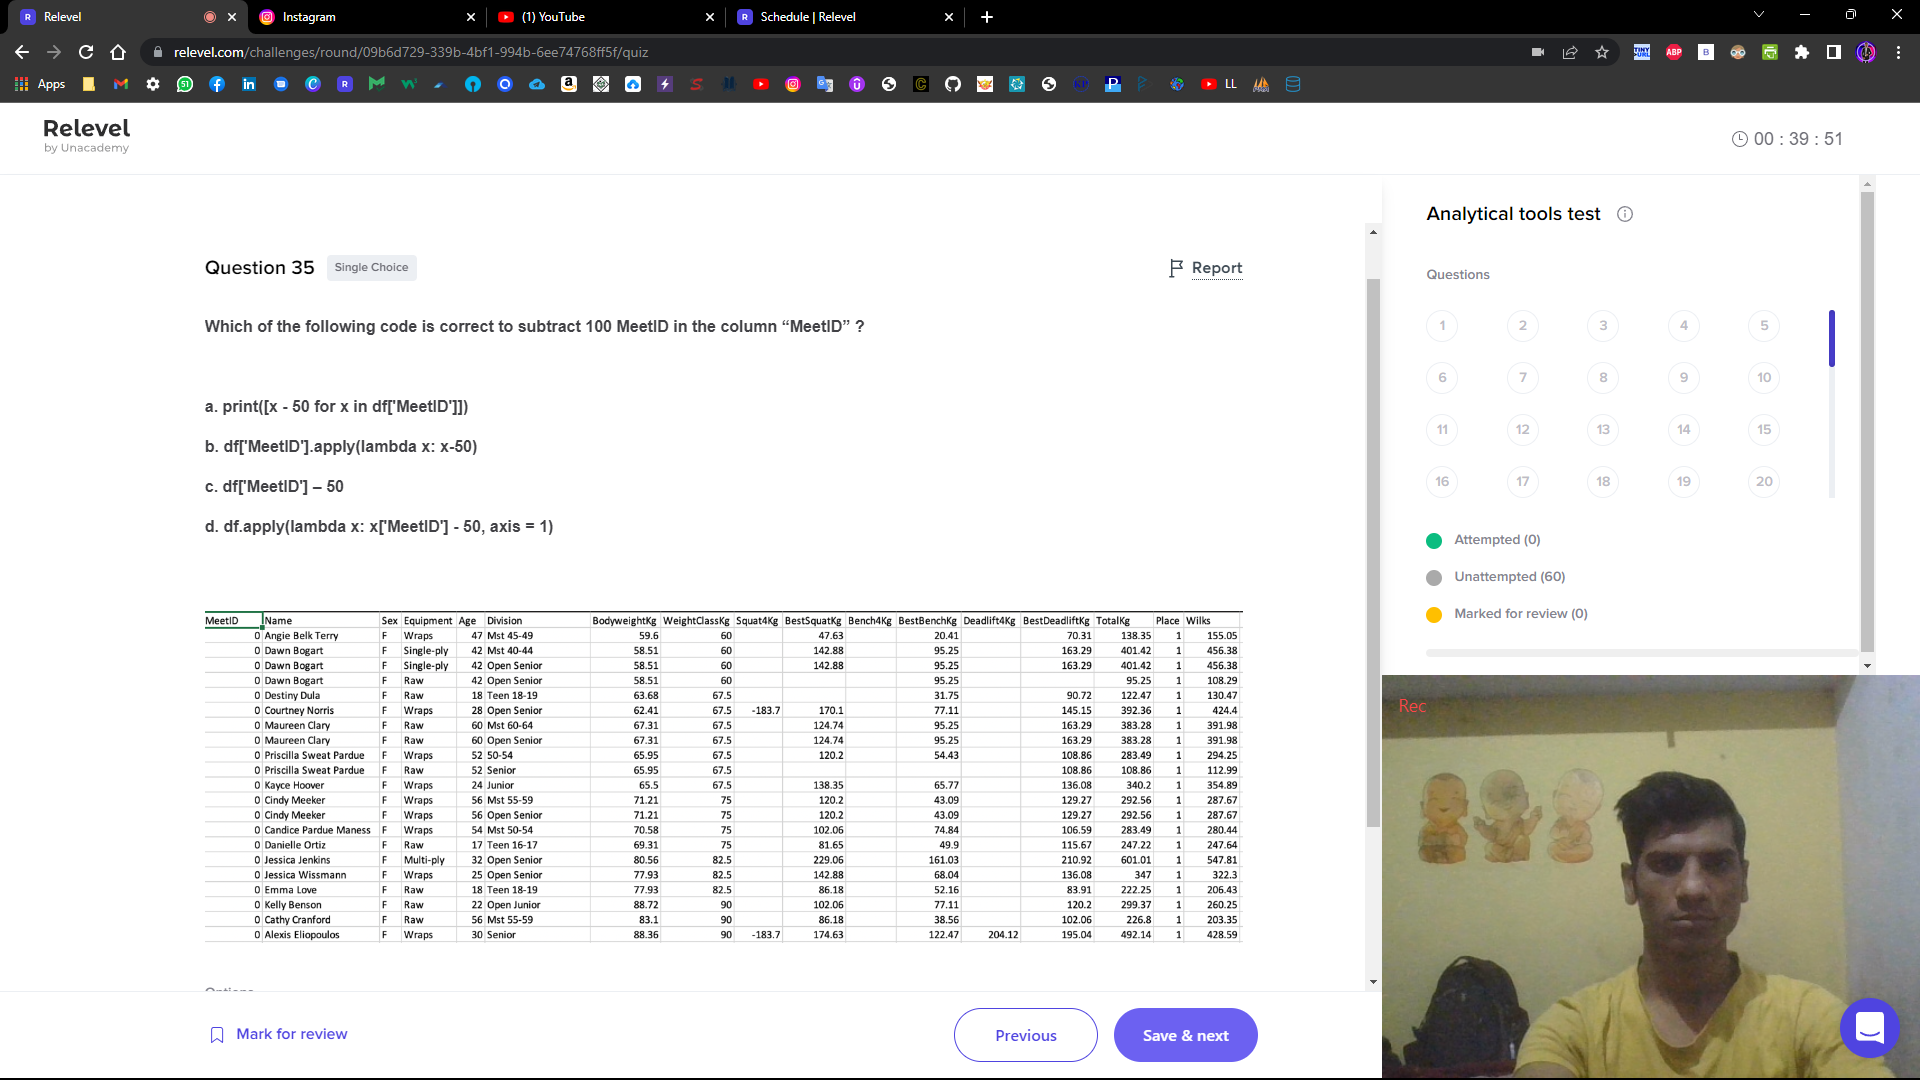 Relevel
Instagram
(1) YouTube
Schedule | Relevel
relevel.com/challenges/round/09b6d729-339b-4bf1-994b-6ee74768ff5f/quiz
Apps
LL
Relevel
by Unacademy
00 : 39 : 51
Question 35
Single Choice
Report
Which of the following code is correct to subtract 100 MeetID in the column “MeetID” ?
a. print([x - 50 for x in df['MeetID']])
b. df['MeetID'].apply(lambda x: x-50)
c. df['MeetID'] – 50
d. df.apply(lambda x: x['MeetID'] - 50, axis = 1)
MeetID Name Sex Equipment Age Division BodyweightKg WeightClassKg Squat4Kg BestSquatKg Bench4Kg BestBenchKg Deadlift4Kg BestDeadliftKg TotalKg Place Wilks
0 Angie Belk Terry F Wraps 47 Mst 45-49 59.6 60 47.63 20.41 70.31 138.35 1 155.05
0 Dawn Bogart F Single-ply 42 Mst 40-44 58.51 60 142.88 95.25 163.29 401.42 1 456.38
0 Dawn Bogart F Single-ply 42 Open Senior 58.51 60 142.88 95.25 163.29 401.42 1 456.38
0 Dawn Bogart F Raw 42 Open Senior 58.51 60 95.25 95.25 1 108.29
0 Destiny Dula F Raw 18 Teen 18-19 63.68 67.5 31.75 90.72 122.47 1 130.47
0 Courtney Norris F Wraps 28 Open Senior 62.41 67.5 -183.7 170.1 77.11 145.15 392.36 1 424.4
0 Maureen Clary F Raw 60 Mst 60-64 67.31 67.5 124.74 95.25 163.29 383.28 1 391.98
0 Maureen Clary F Raw 60 Open Senior 67.31 67.5 124.74 95.25 163.29 383.28 1 391.98
0 Priscilla Sweat Pardue F Wraps 52 50-54 65.95 67.5 120.2 54.43 108.86 283.49 1 294.25
0 Priscilla Sweat Pardue F Raw 52 Senior 65.95 67.5 108.86 108.86 1 112.99
0 Kayce Hoover F Wraps 24 Junior 65.5 67.5 138.35 65.77 136.08 340.2 1 354.89
0 Cindy Meeker F Wraps 56 Mst 55-59 71.21 75 120.2 43.09 129.27 292.56 1 287.67
0 Cindy Meeker F Wraps 56 Open Senior 71.21 75 120.2 43.09 129.27 292.56 1 287.67
0 Candice Pardue Maness F Wraps 54 Mst 50-54 70.58 75 102.06 74.84 106.59 283.49 1 280.44
0 Danielle Ortiz F Raw 17 Teen 16-17 69.31 75 81.65 49.9 115.67 247.22 1 247.64
0 Jessica Jenkins F Multi-ply 32 Open Senior 80.56 82.5 229.06 161.03 210.92 601.01 1 547.81
0 Jessica Wissmann F Wraps 25 Open Senior 77.93 82.5 142.88 68.04 136.08 347 1 322.3
0 Emma Love F Raw 18 Teen 18-19 77.93 82.5 86.18 52.16 83.91 222.25 1 206.43
0 Kelly Benson F Raw 22 Open Junior 88.72 90 102.06 77.11 120.2 299.37 1 260.25
0 Cathy Cranford F Raw 56 Mst 55-59 83.1 90 86.18 38.56 102.06 226.8 1 203.35
0 Alexis Eliopoulos F Wraps 30 Senior 88.36 90 -183.7 174.63 122.47 204.12 195.04 492.14 1 428.59
Mark for review
Previous
Save & next
Analytical tools test
Questions
1 2 3 4 5
6 7 8 9 10
11 12 13 14 15
16 17 18 19 20
Attempted (0)
Unattempted (60)
Marked for review (0)
Rec